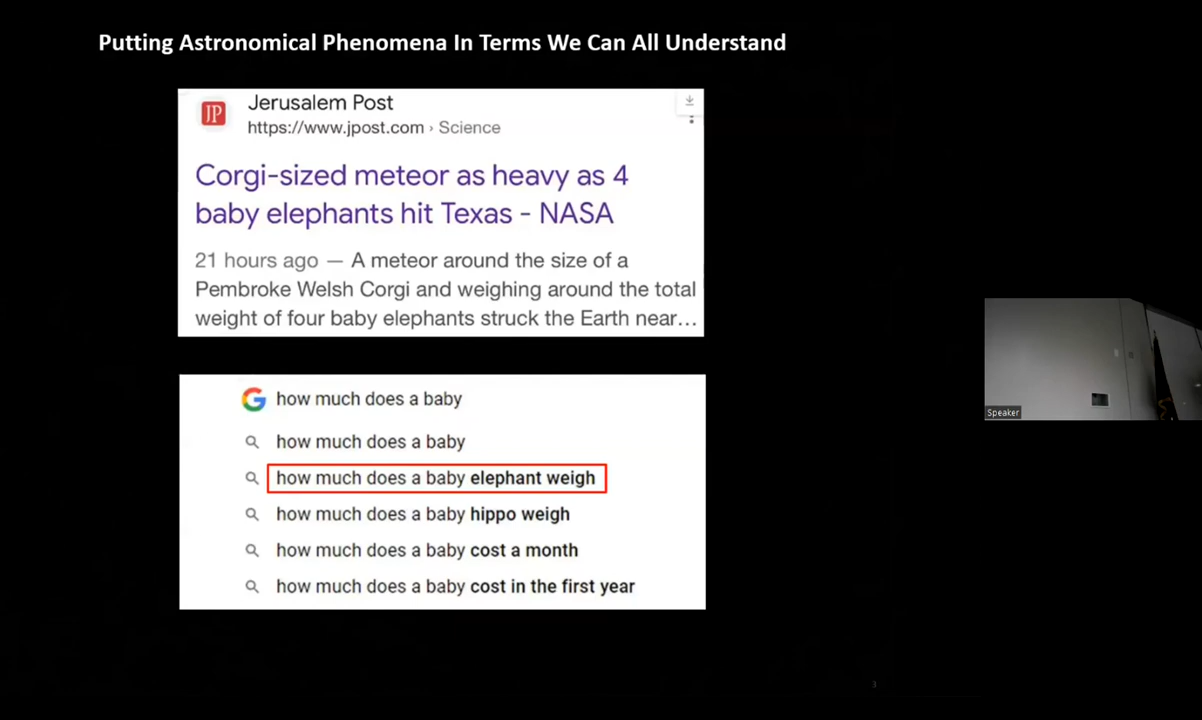 Putting Astronomical Phenomena In Terms We Can All Understand
JP
Jerusalem Post
https://www.jpost.com › Science
Corgi-sized meteor as heavy as 4
baby elephants hit Texas - NASA
21 hours ago — A meteor around the size of a
Pembroke Welsh Corgi and weighing around the total
weight of four baby elephants struck the Earth near...
how much does a baby
how much does a baby
how much does a baby elephant weigh
how much does a baby hippo weigh
how much does a baby cost a month
how much does a baby cost in the first year
Speaker
3